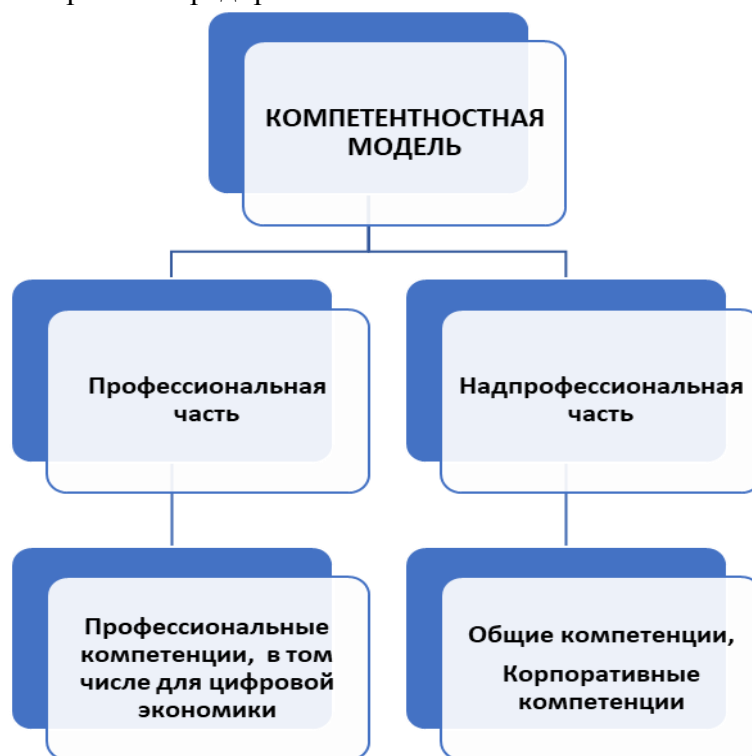 КОМПЕТЕНТНОСТНАЯ
МОДЕЛЬ
Профессиональная
часть
Надпрофессиональная
часть
Профессиональные
компетенции, в том
числе для цифровой
экономики
Общие компетенции,
Корпоративные
компетенции